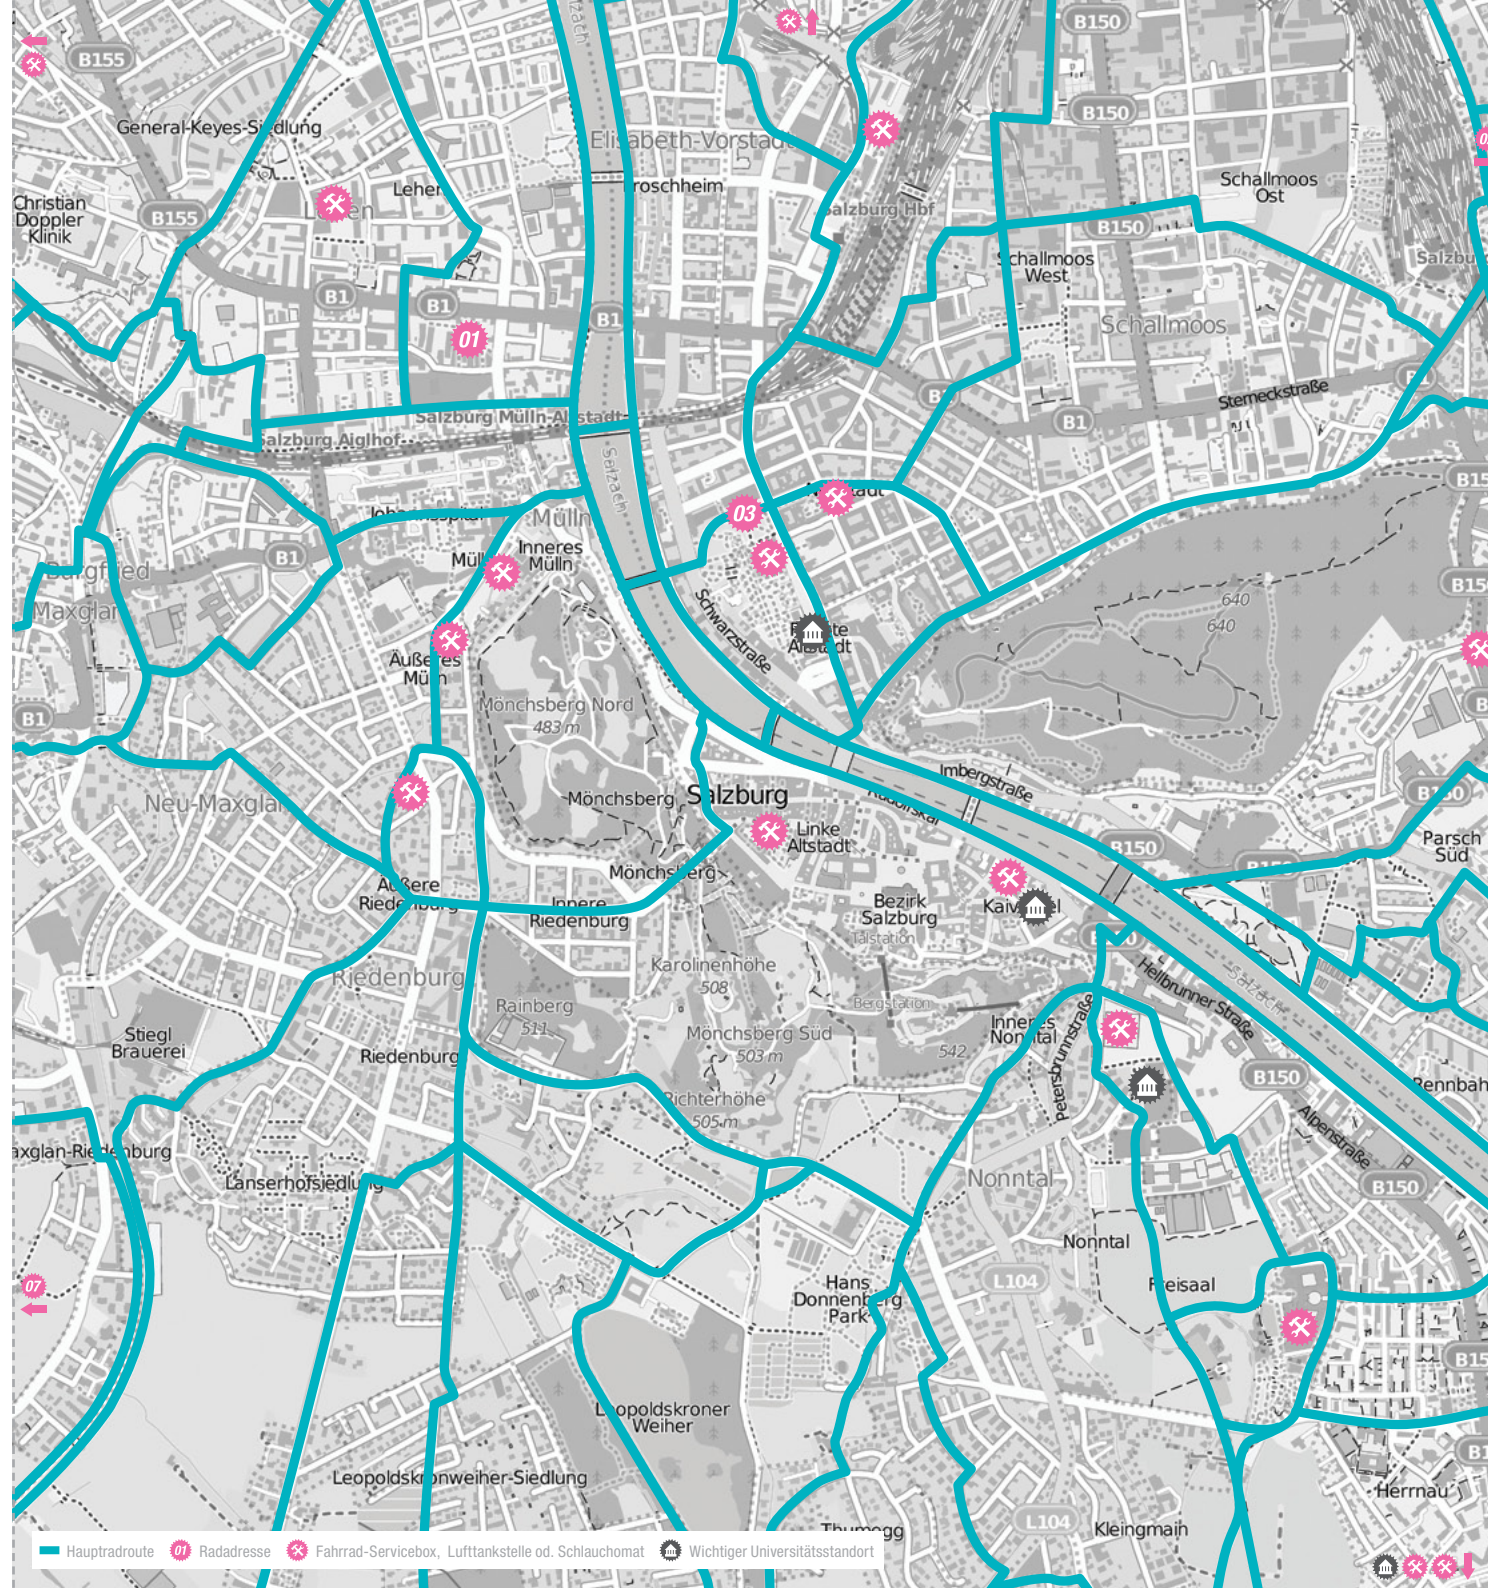 Salzach
B155
B150
General-Keyes-Siedlung
B150
Elisabeth-Vorstadt
Lehen
Froschheim
Schallmoos
Ost
Christian
Doppler
Klinik
B155
Salzburg Hbf
B150
Schallmoos
West
B1
B1
B1
Schallmoos
01
Sterneckstraße
Salzburg Mülln-Altstadt
B1
Salzburg Aiglhof
Salzach
03
Johannsspital
Mülln
Inneres
Mülln
B1
Burgfried
Maxglan
Schwarzstraße
640
640
Äußeres
Mülln
Mönchsberg Nord
483 m
B1
Imbergstraße
Salzburg
Mönchsberg
Neu-Maxglan
B150
Linke
Altstadt
B150
Parsch
Süd
Mönchsberg
Äußere
Riedenburg
Innere
Riedenburg
Bezirk
Salzburg
Talstation
Karolinenhöhe
508
Riedenburg
Hellbrunner Straße
Salzach
Rainberg
511
Bergstation
Inneres
Nonntal
Petersbrunnstraße
Mönchsberg Süd
503 m
542
Stiegl
Brauerei
Riedenburg
B150
Rennbah
Richterhöhe
505 m
Alpenstraße
axglan-Riedenburg
Lanserhofsiedlung
Nonntal
B150
Nonntal
L104
07
Freisaal
Hans
Donnenberg
Park
Leopoldskroner
Weiher
Leopoldskronweiher-Siedlung
Herrnau
L104
Kleingmain
Thumegg
Hauptradroute
01 Radadresse
Fahrrad-Servicebox, Lufttankstelle od. Schlauchomat
Wichtiger Universitätsstandort